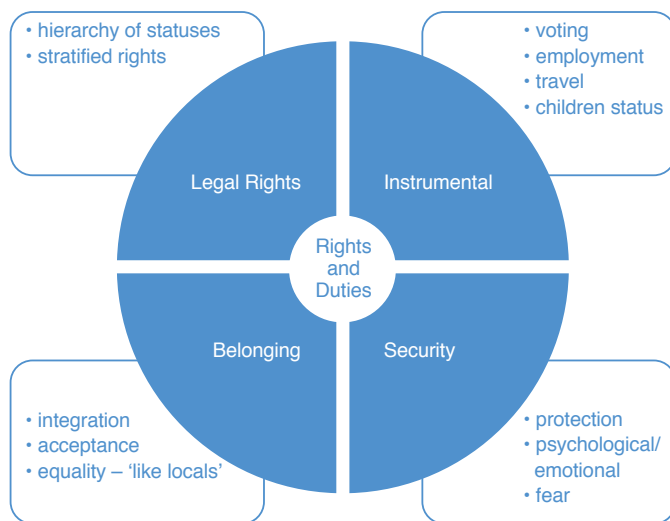 • hierarchy of statuses
• stratified rights
• voting
• employment
• travel
• children status
Legal Rights
Instrumental
Rights
and
Duties
Belonging
Security
• integration
• acceptance
• equality – ‘like locals’
• protection
• psychological/
emotional
• fear